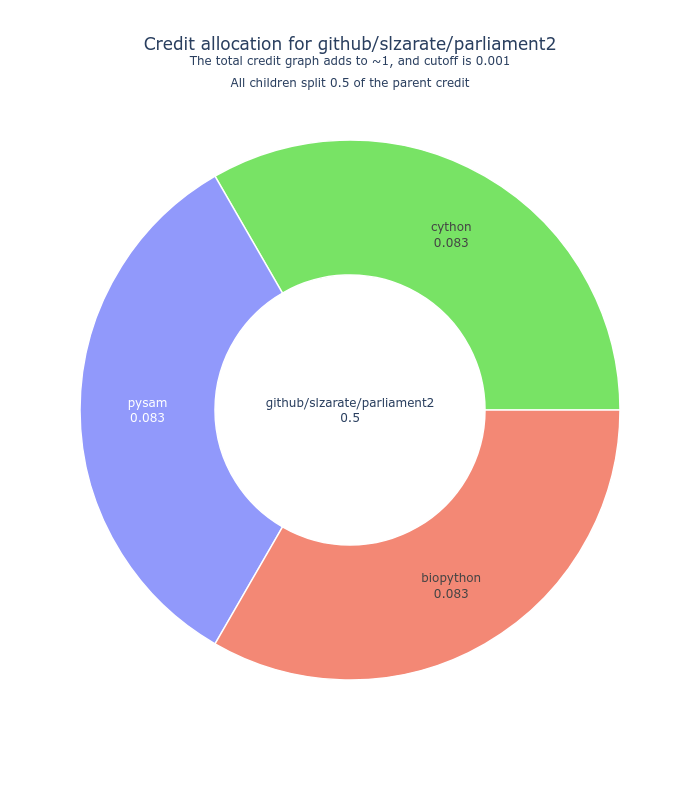 Credit allocation for github/slzarate/parliament2
The total credit graph adds to ~1, and cutoff is 0.001
All children split 0.5 of the parent credit
cython
0.083
pysam
0.083
github/slzarate/parliament2
0.5
biopython
0.083